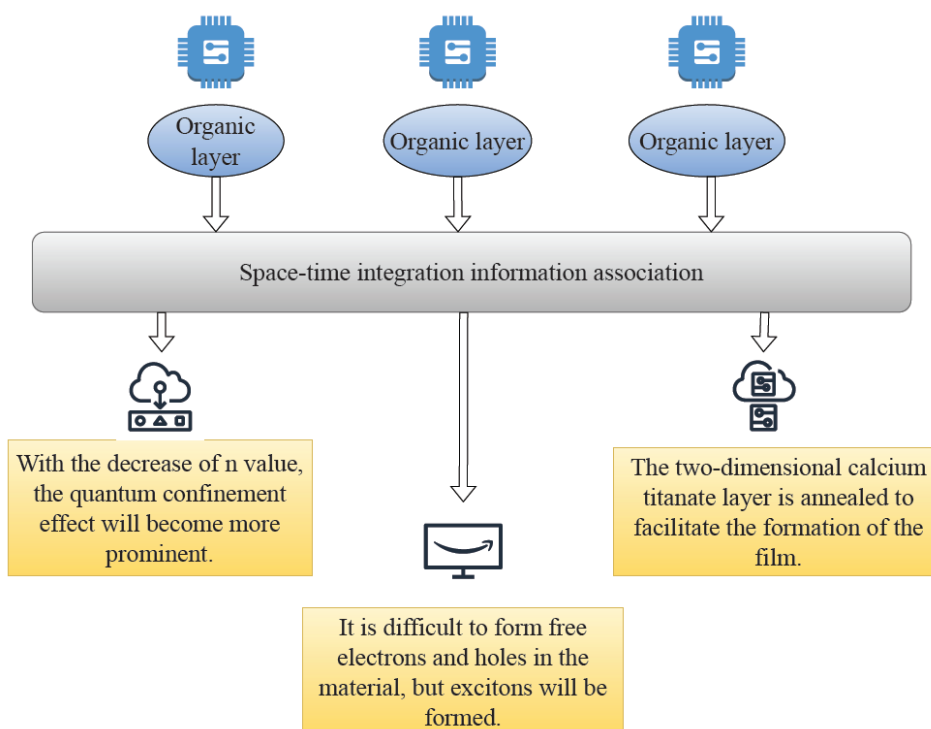 Organic
layer
Organic layer
Organic layer
Space-time integration information association
With the decrease of n value,
the quantum confinement
effect will become more
prominent.
The two-dimensional calcium
titanate layer is annealed to
facilitate the formation of the
film.
It is difficult to form free
electrons and holes in the
material, but excitons will be
formed.